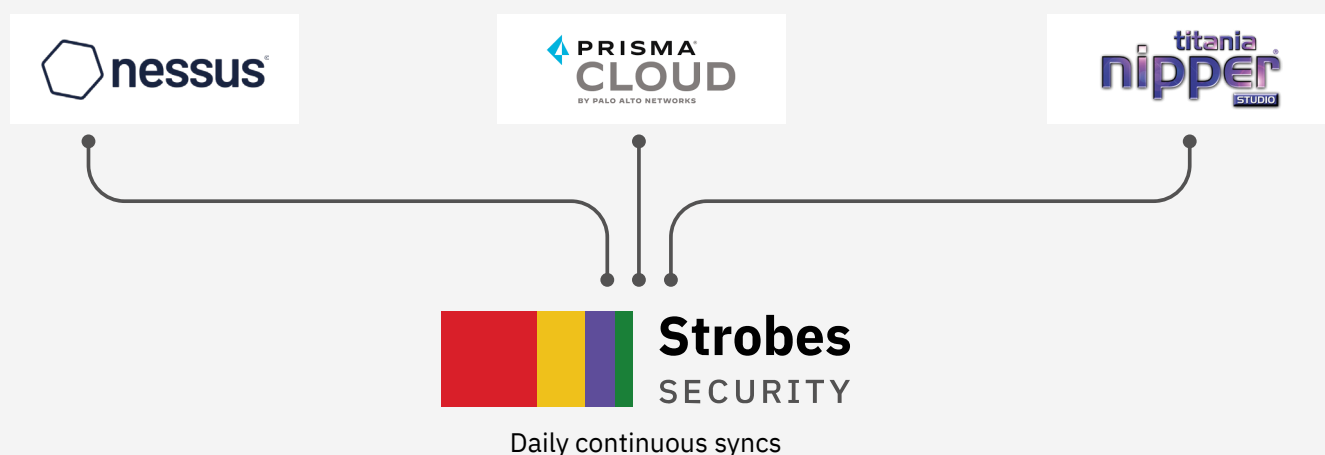 nessus
PRISMA
CLOUD
BY PALO ALTO NETWORKS
titania
nipper
STUDIO
Strobes
SECURITY
Daily continuous syncs